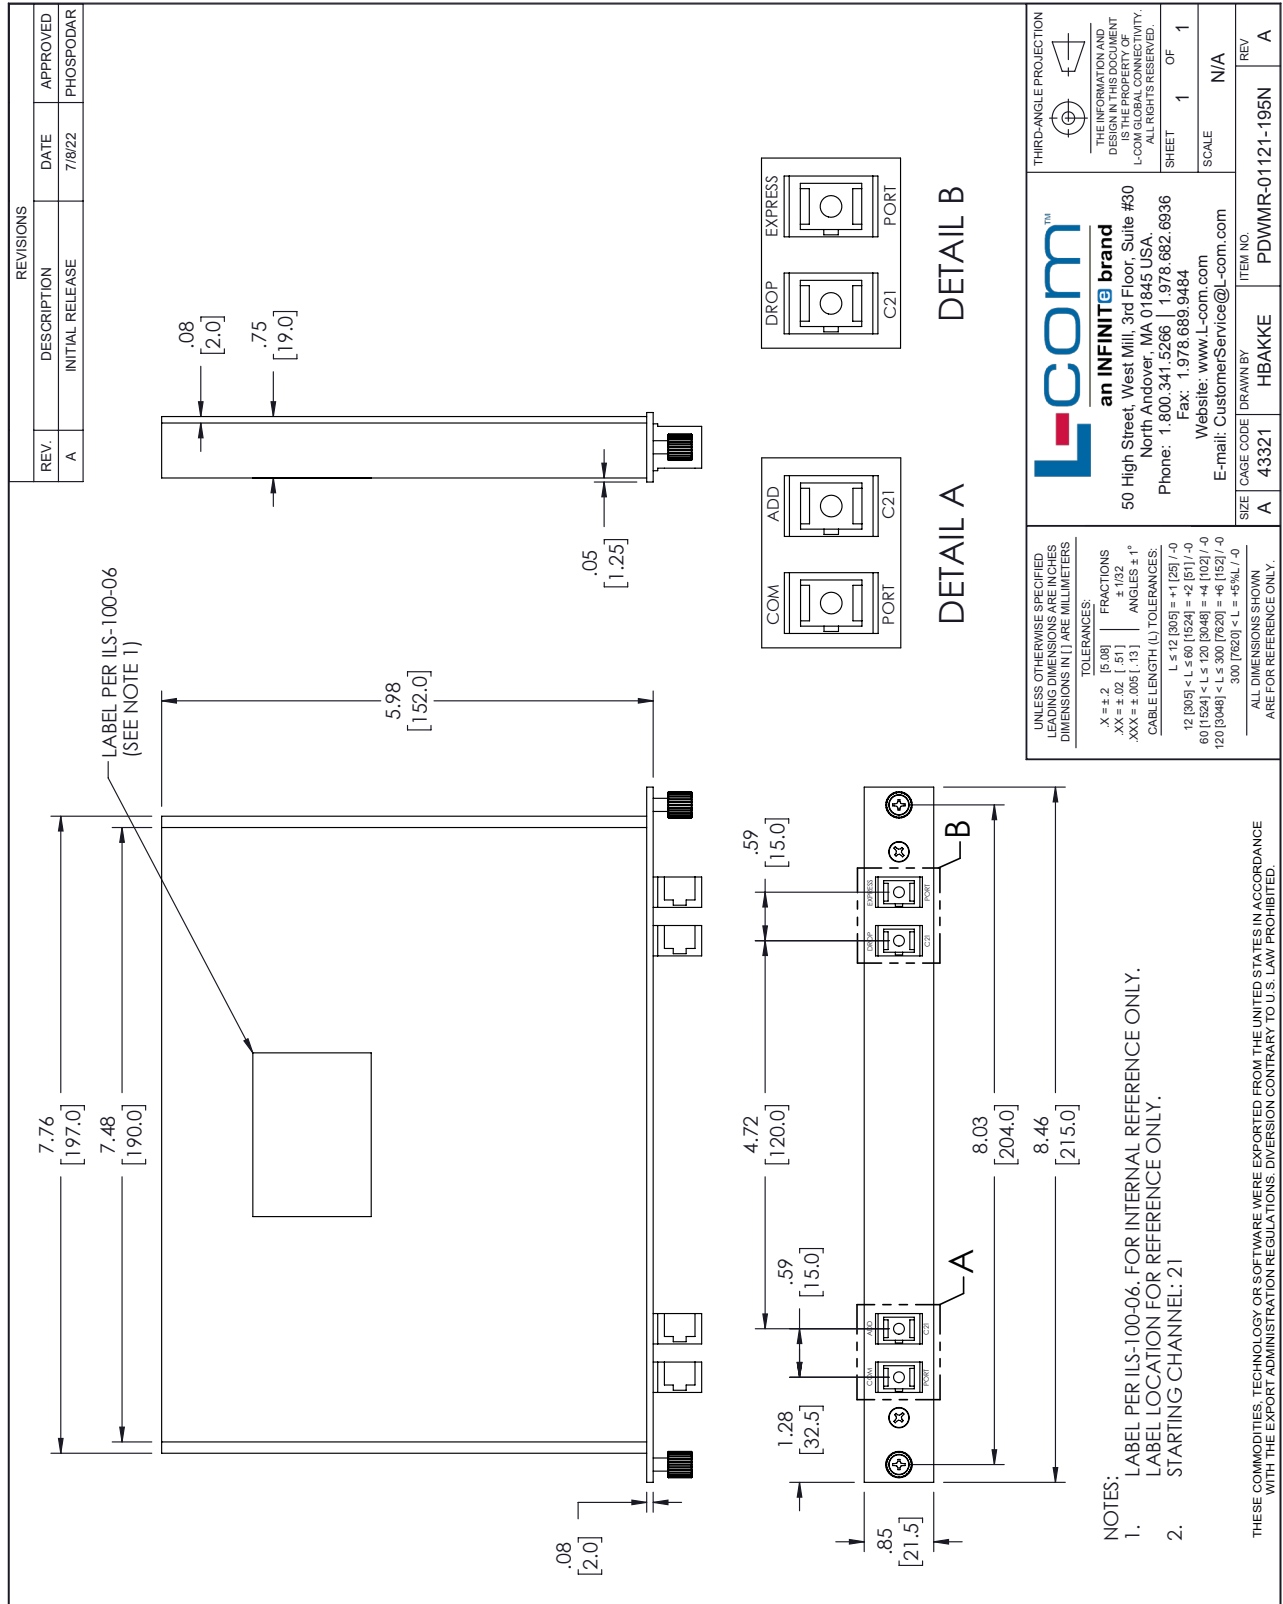 REVISIONS
REV. DESCRIPTION DATE APPROVED
A INITIAL RELEASE 7/8/22 PHOSPODAR
7.76
[197.0]
7.48
[190.0]
LABEL PER ILS-100-06
(SEE NOTE 1)
5.98
[152.0]
.08
[2.0]
.08
[2.0]
.75
[19.0]
.05
[1.25]
1.28
[32.5]
.59
[15.0]
4.72
[120.0]
.59
[15.0]
.85
[21.5]
COM
PORT
ADD
C21
DROP
C21
EXPRESS
PORT
A
B
8.03
[204.0]
8.46
[215.0]
COM ADD
PORT C21
DETAIL A
DROP EXPRESS
C21 PORT
DETAIL B
NOTES:
1. LABEL PER ILS-100-06. FOR INTERNAL REFERENCE ONLY.
LABEL LOCATION FOR REFERENCE ONLY.
2. STARTING CHANNEL: 21
THESE COMMODITIES, TECHNOLOGY OR SOFTWARE WERE EXPORTED FROM THE UNITED STATES IN ACCORDANCE
WITH THE EXPORT ADMINISTRATION REGULATIONS. DIVERSION CONTRARY TO U.S. LAW PROHIBITED.
UNLESS OTHERWISE SPECIFIED
LEADING DIMENSIONS ARE INCHES
DIMENSIONS IN [ ] ARE MILLIMETERS
TOLERANCES:
.X = ± .2 [5.08] FRACTIONS
.XX = ± .02 [ .51 ] ± 1/32
.XXX = ± .005 [ .13 ] ANGLES ± 1°
CABLE LENGTH (L) TOLERANCES:
L ≤ 12 [305] = +1 [25] / -0
12 [305] < L ≤ 60 [1524] = +2 [51] / -0
60 [1524] < L ≤ 120 [3048] = +4 [102] / -0
120 [3048] < L ≤ 300 [7620] = +6 [152] / -0
300 [7620] < L = +5%L / -0
ALL DIMENSIONS SHOWN
ARE FOR REFERENCE ONLY.
L-com™
an INFINITe brand
50 High Street, West Mill, 3rd Floor, Suite #30
North Andover, MA 01845 USA.
Phone: 1.800.341.5266 | 1.978.682.6936
Fax: 1.978.689.9484
Website: www.L-com.com
E-mail: CustomerService@L-com.com
THIRD-ANGLE PROJECTION
THE INFORMATION AND
DESIGN IN THIS DOCUMENT
IS THE PROPERTY OF
L-COM GLOBAL CONNECTIVITY.
ALL RIGHTS RESERVED.
SHEET 1 OF 1
SCALE N/A
SIZE A
CAGE CODE 43321
DRAWN BY HBAKKE
ITEM NO. PDWMR-01121-195N
REV A